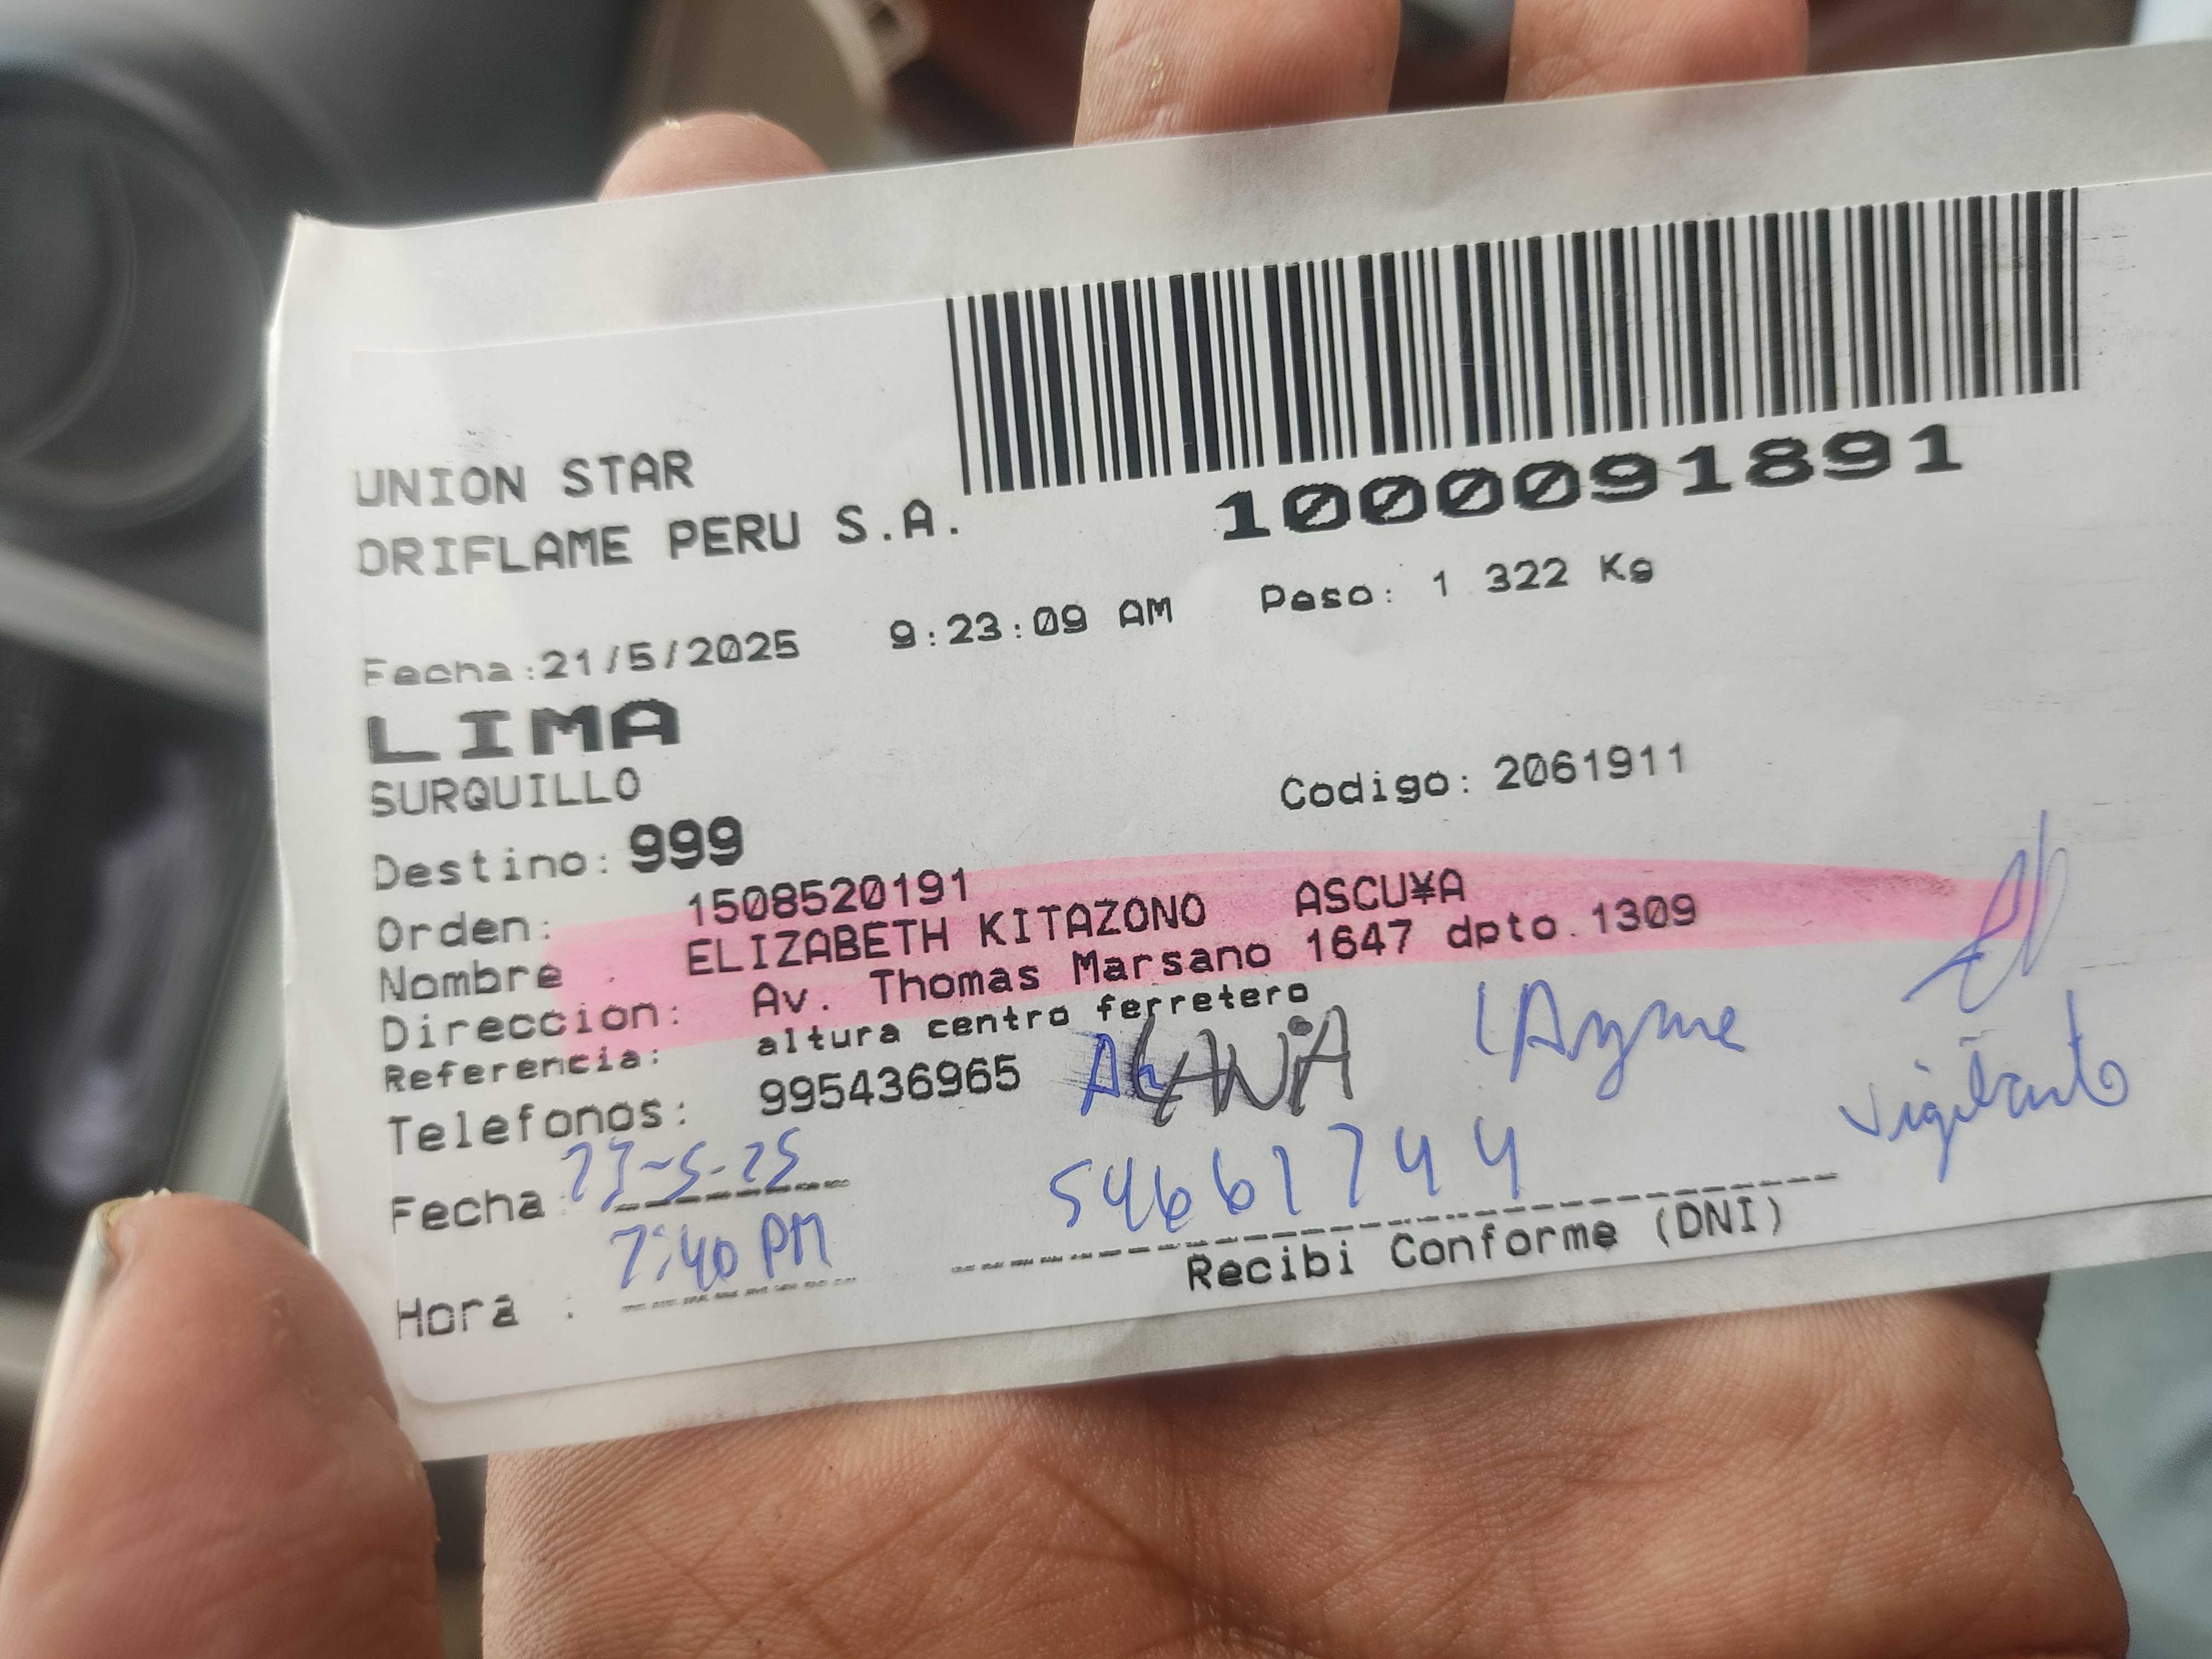 UNION STAR
ORIFLAME PERU S.A.
1000091891
Fecha:21/5/2025 9:23:09 AM Peso: 1 322 Kg
LIMA
SURQUILLO
Codigo: 2061911
Destino: 999
Orden: 1508520191
Nombre : ELIZABETH KITAZONO ASCU¥A
Direccion: Av. Thomas Marsano 1647 dpto.1309
Referencia: altura centro ferretero
Telefonos: 995436965
Layme
Vigilante
Fecha : 23-5-25
54661744
Hora : 7:40 PM
Recibi Conforme (DNI)